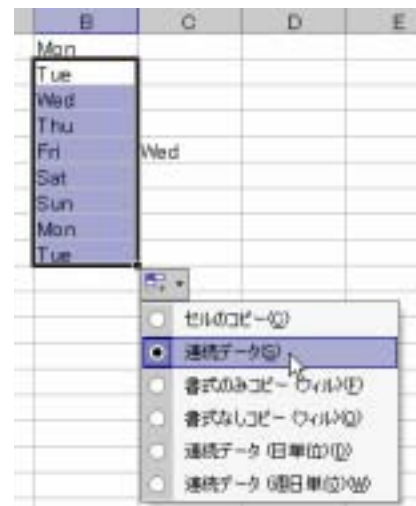 B C D E
Mon
Tue
Wed
Thu
Fri Wed
Sat
Sun
Mon
Tue
セルのコピー(C)
連続データ(S)
書式のみコピー (フィル)(F)
書式なしコピー (フィル)(O)
連続データ (日単位)(D)
連続データ (週日単位)(W)